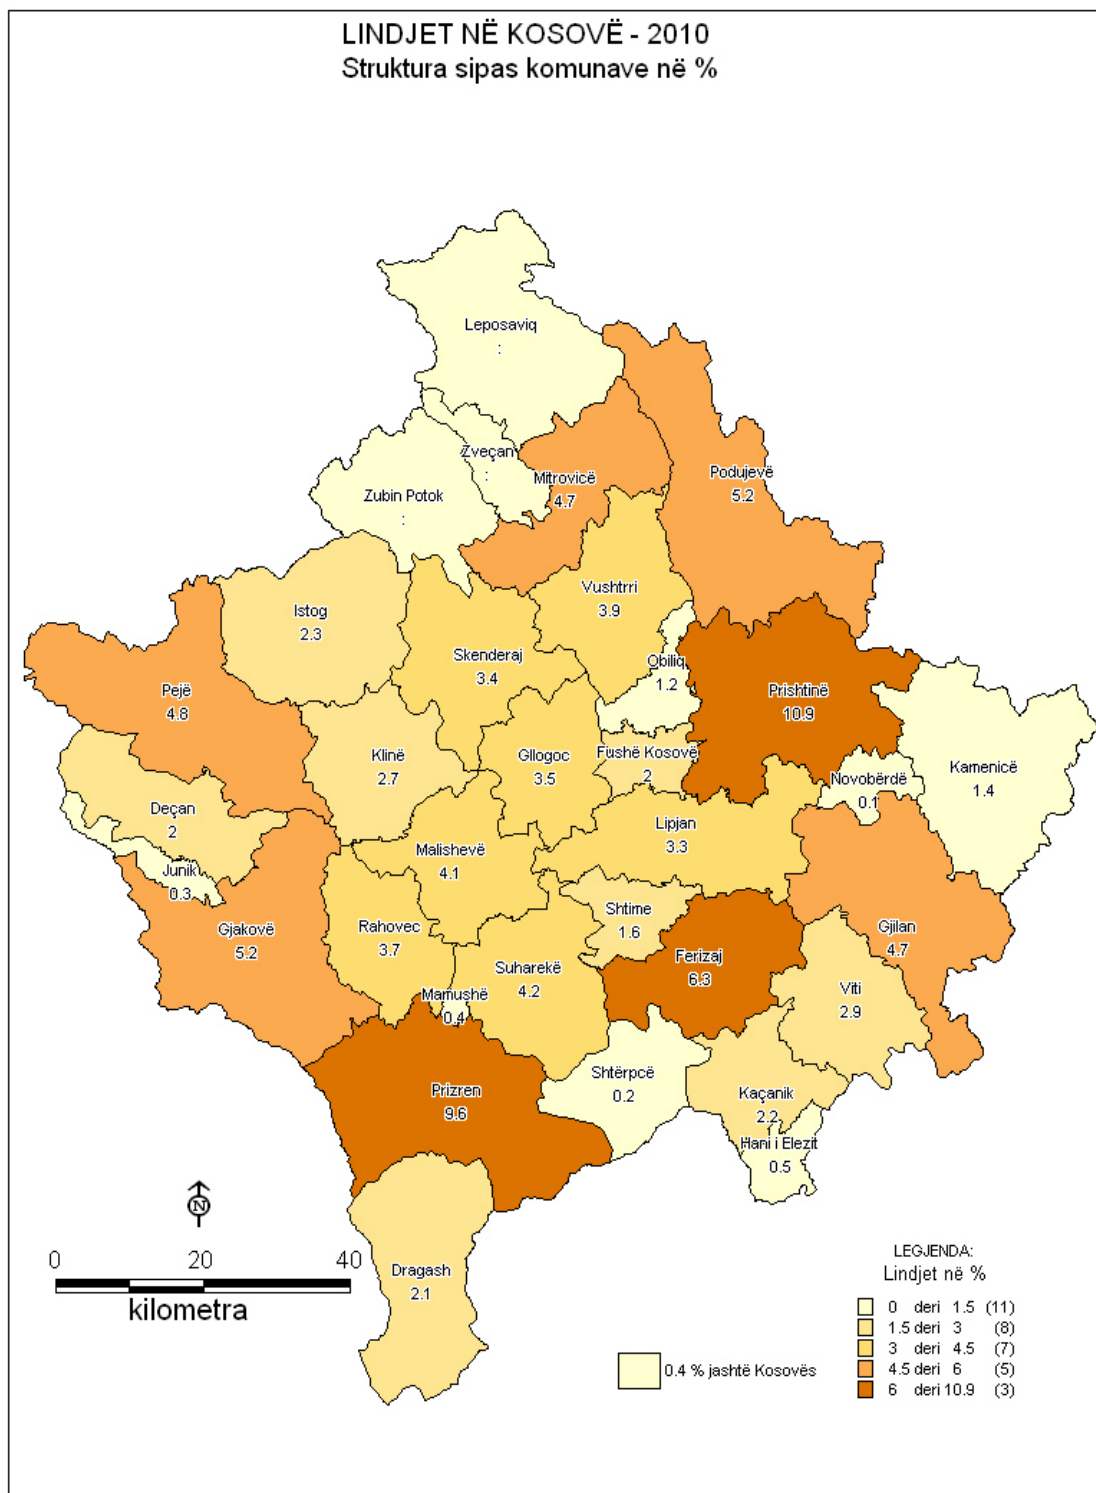 LINDJET NË KOSOVË - 2010
Struktura sipas komunave në %
Leposaviq
:
Zveçan
:
Zubin Potok
:
Mitrovicë
4.7
Podujevë
5.2
Vushtrri
3.9
Istog
2.3
Skenderaj
3.4
Obiliq
1.2
Pejë
4.8
Prishtinë
10.9
Klinë
2.7
Gllogoc
3.5
Fushë Kosovë
2
Novobërdë
0.1
Kamenicë
1.4
Deçan
2
Lipjan
3.3
Malishevë
4.1
Junik
0.3
Shtime
1.6
Gjakovë
5.2
Rahovec
3.7
Gjilan
4.7
Suharekë
4.2
Ferizaj
6.3
Mamushë
0.4
Viti
2.9
Shtërpcë
0.2
Prizren
9.6
Kaçanik
2.2
Hani i Elezit
0.5
Dragash
2.1
N
0 20 40
kilometra
0.4 % jashtë Kosovës
LEGJENDA:
Lindjet në %
0 deri 1.5 (11)
1.5 deri 3 (8)
3 deri 4.5 (7)
4.5 deri 6 (5)
6 deri 10.9 (3)